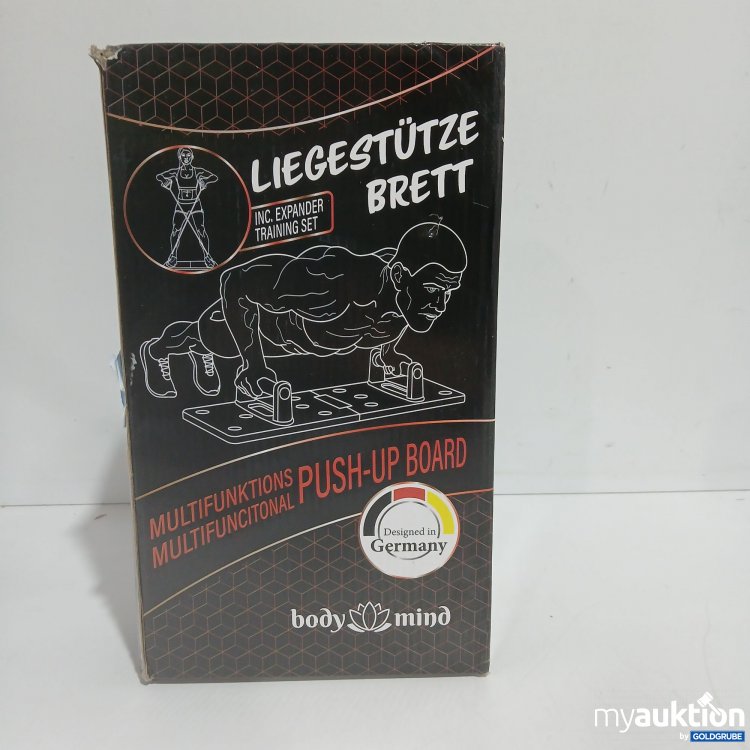 LIEGESTÜTZE
BRETT
INC. EXPANDER
TRAINING SET
MULTIFUNKTIONS
MULTIFUNCITONAL
PUSH-UP BOARD
Designed in
Germany
body mind
myauktion
by GOLDGRUBE